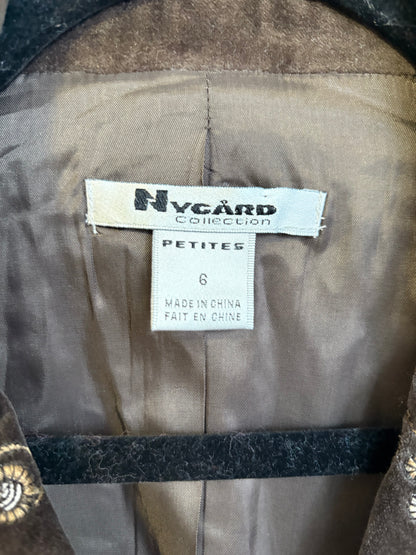 NYGÅRD
Collection
PETITES
6
MADE IN CHINA
FAIT EN CHINE